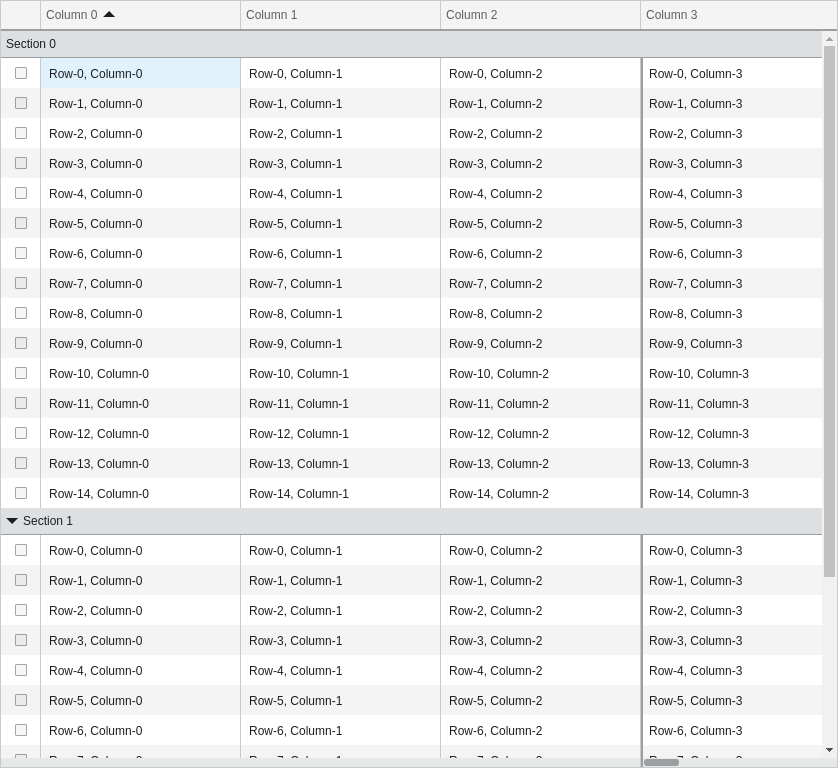 Column 0 Column 1 Column 2 Column 3
Section 0
Row-0, Column-0 Row-0, Column-1 Row-0, Column-2 Row-0, Column-3
Row-1, Column-0 Row-1, Column-1 Row-1, Column-2 Row-1, Column-3
Row-2, Column-0 Row-2, Column-1 Row-2, Column-2 Row-2, Column-3
Row-3, Column-0 Row-3, Column-1 Row-3, Column-2 Row-3, Column-3
Row-4, Column-0 Row-4, Column-1 Row-4, Column-2 Row-4, Column-3
Row-5, Column-0 Row-5, Column-1 Row-5, Column-2 Row-5, Column-3
Row-6, Column-0 Row-6, Column-1 Row-6, Column-2 Row-6, Column-3
Row-7, Column-0 Row-7, Column-1 Row-7, Column-2 Row-7, Column-3
Row-8, Column-0 Row-8, Column-1 Row-8, Column-2 Row-8, Column-3
Row-9, Column-0 Row-9, Column-1 Row-9, Column-2 Row-9, Column-3
Row-10, Column-0 Row-10, Column-1 Row-10, Column-2 Row-10, Column-3
Row-11, Column-0 Row-11, Column-1 Row-11, Column-2 Row-11, Column-3
Row-12, Column-0 Row-12, Column-1 Row-12, Column-2 Row-12, Column-3
Row-13, Column-0 Row-13, Column-1 Row-13, Column-2 Row-13, Column-3
Row-14, Column-0 Row-14, Column-1 Row-14, Column-2 Row-14, Column-3
Section 1
Row-0, Column-0 Row-0, Column-1 Row-0, Column-2 Row-0, Column-3
Row-1, Column-0 Row-1, Column-1 Row-1, Column-2 Row-1, Column-3
Row-2, Column-0 Row-2, Column-1 Row-2, Column-2 Row-2, Column-3
Row-3, Column-0 Row-3, Column-1 Row-3, Column-2 Row-3, Column-3
Row-4, Column-0 Row-4, Column-1 Row-4, Column-2 Row-4, Column-3
Row-5, Column-0 Row-5, Column-1 Row-5, Column-2 Row-5, Column-3
Row-6, Column-0 Row-6, Column-1 Row-6, Column-2 Row-6, Column-3